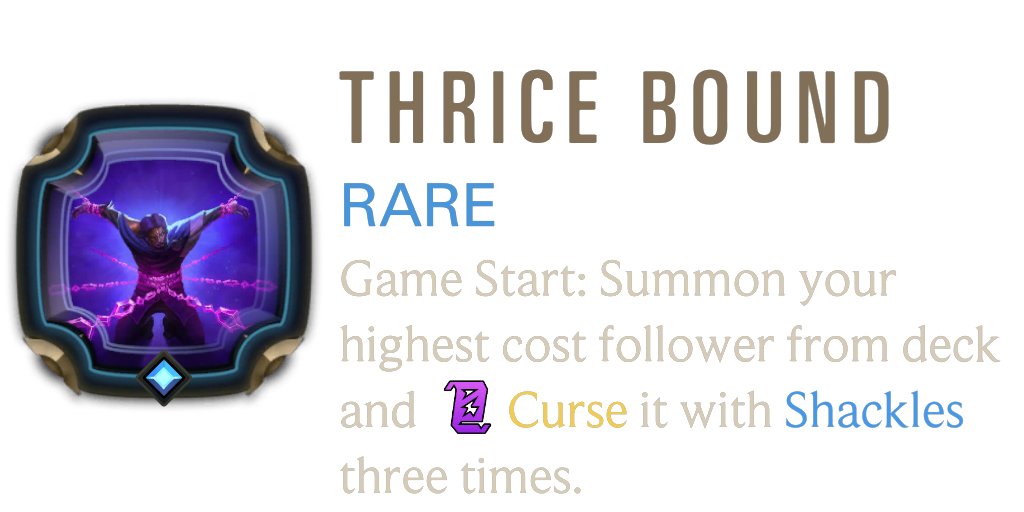 THRICE BOUND
RARE
Game Start: Summon your
highest cost follower from deck
and Curse it with Shackles
three times.